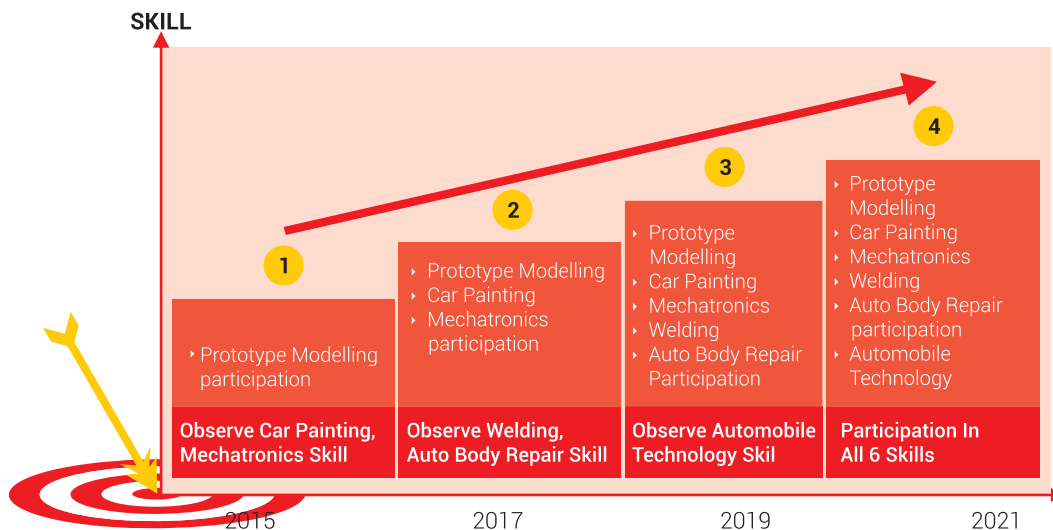 SKILL
1
‣ Prototype Modelling
participation
Observe Car Painting,
Mechatronics Skill
2015
2
‣ Prototype Modelling
‣ Car Painting
‣ Mechatronics
participation
Observe Welding,
Auto Body Repair Skill
2017
3
‣ Prototype
Modelling
‣ Car Painting
‣ Mechatronics
‣ Welding
‣ Auto Body Repair
Participation
Observe Automobile
Technology Skil
2019
4
‣ Prototype
Modelling
‣ Car Painting
‣ Mechatronics
‣ Welding
‣ Auto Body Repair
participation
‣ Automobile
Technology
Participation In
All 6 Skills
2021